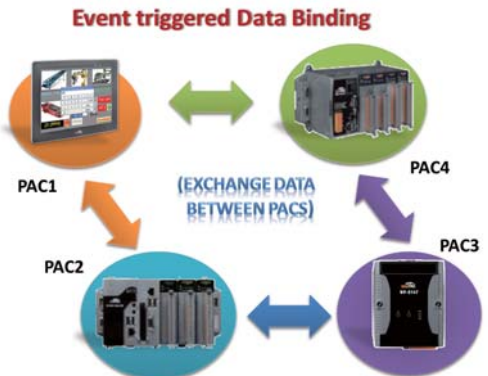 Event triggered Data Binding
PAC1
PAC4
(EXCHANGE DATA
BETWEEN PACS)
PAC2
PAC3